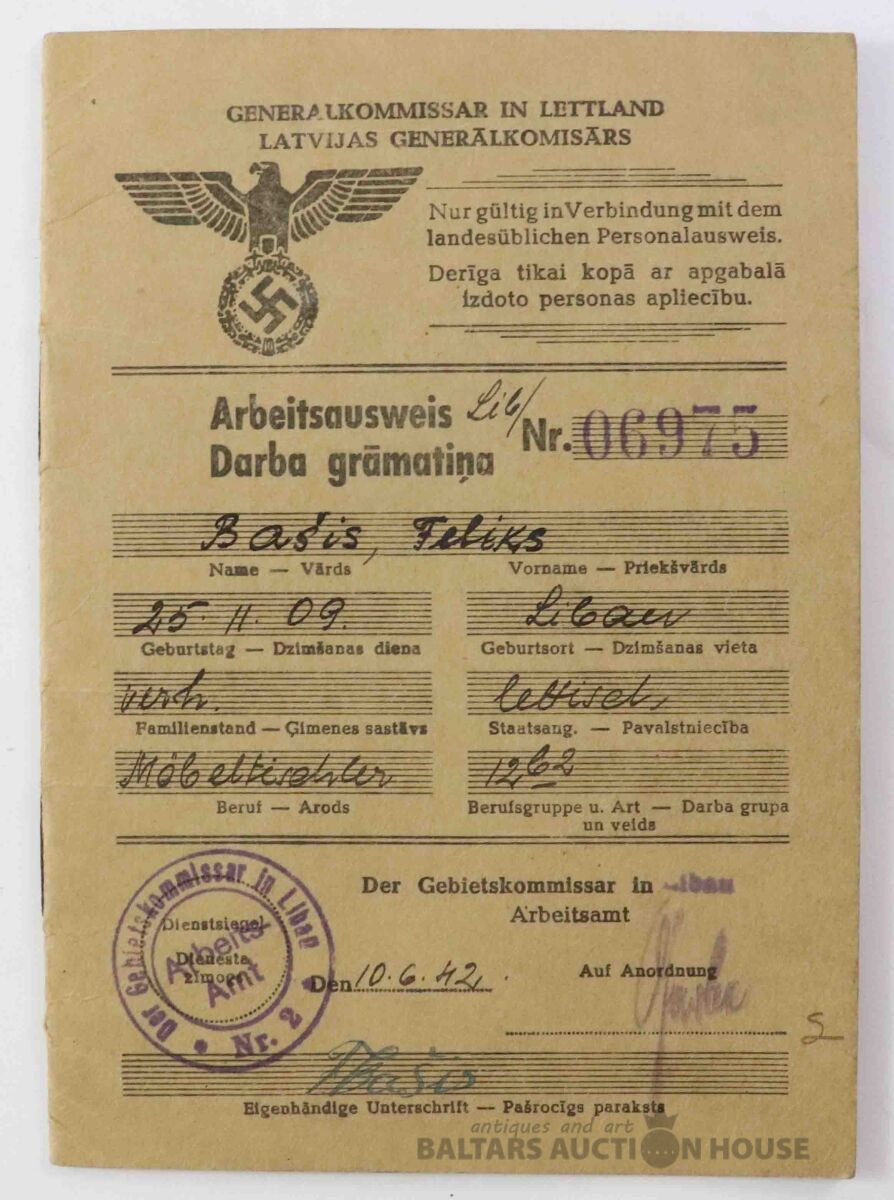 GENERALKOMMISSAR IN LETTLAND
LATVIJAS GENERĀLKOMISĀRS
Nur gültig in Verbindung mit dem
landesüblichen Personalausweis.
Derīga tikai kopā ar apgabalā
izdoto personas apliecību.
Arbeitsausweis Lib/
Darba grāmatiņa
Nr. 06975
Bašis, Feliks
Name — Vārds Vorname — Priekšvārds
25. 11. 09. Libau
Geburtstag — Dzimšanas diena Geburtsort — Dzimšanas vieta
verh. lettisch
Familienstand — Ģimenes sastāvs Staatsang. — Pavalstniecība
Möbeltischler 12b2
Beruf — Arods Berufsgruppe u. Art — Darba grupa
un veids
Der Gebietskommissar in Libau
Arbeitsamt
Der Gebietskommissar in Libau
Dienstsiegel
Dienesta
zīmogs
Arbeits-
Amt
Nr. 2
Den 10. 6. 42.
Auf Anordnung
FBašis
Eigenhändige Unterschrift — Pašrocīgs paraksts
antiques and art
BALTARS AUCTION HOUSE